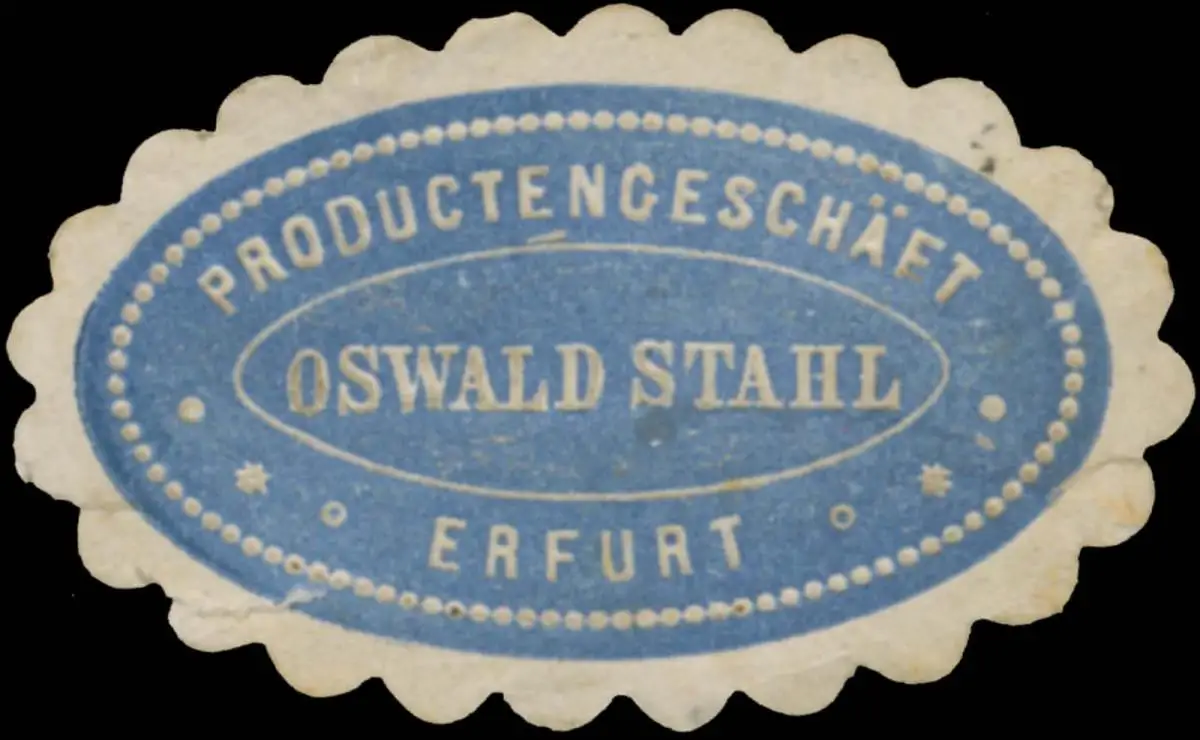 PRODUCTENGESCHÄFT
OSWALD STAHL
ERFURT